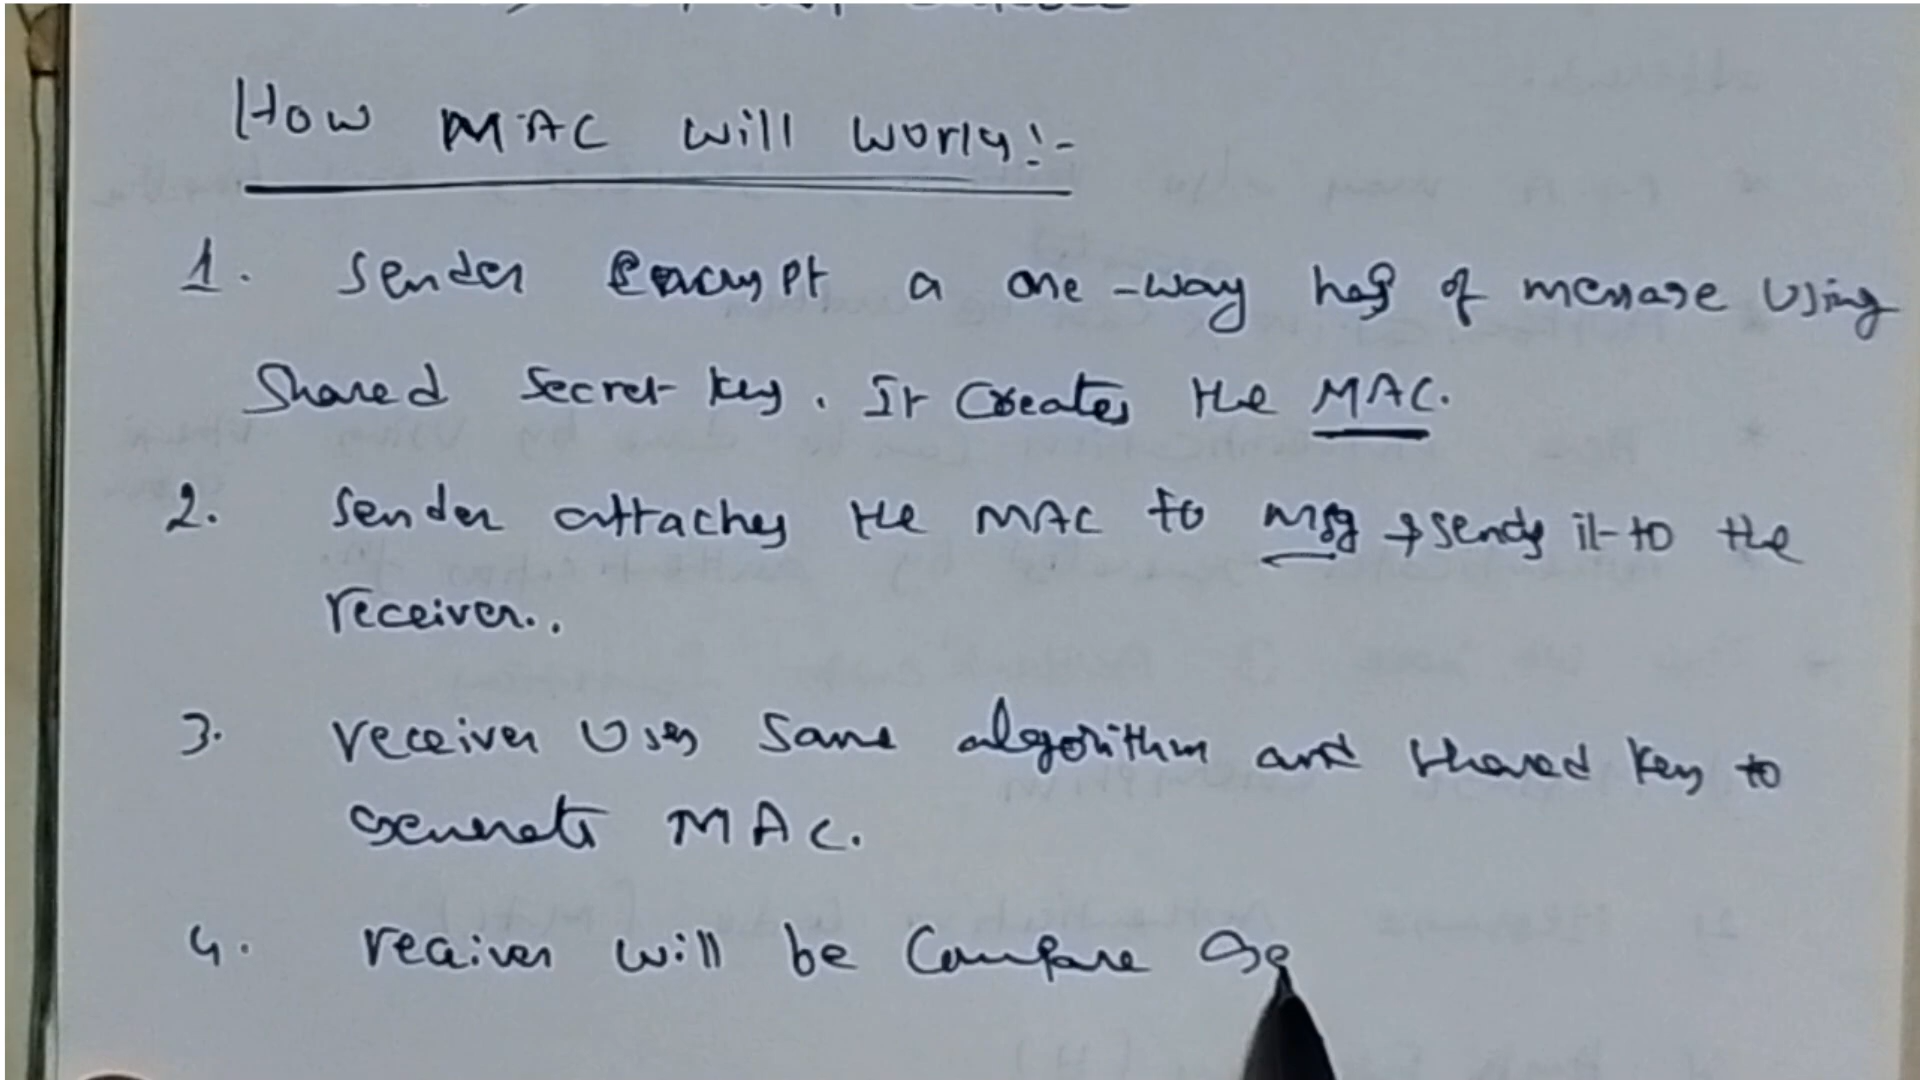 How MAC will work:-
1. Sender Encrypt a one-way hash of message using
Shared Secret key. It creates the MAC.
2. Sender attaches the MAC to msg & sends it to the
receiver..
3. receiver uses same algorithm and shared key to
generate MAC.
4. receiver will be Compare Ge